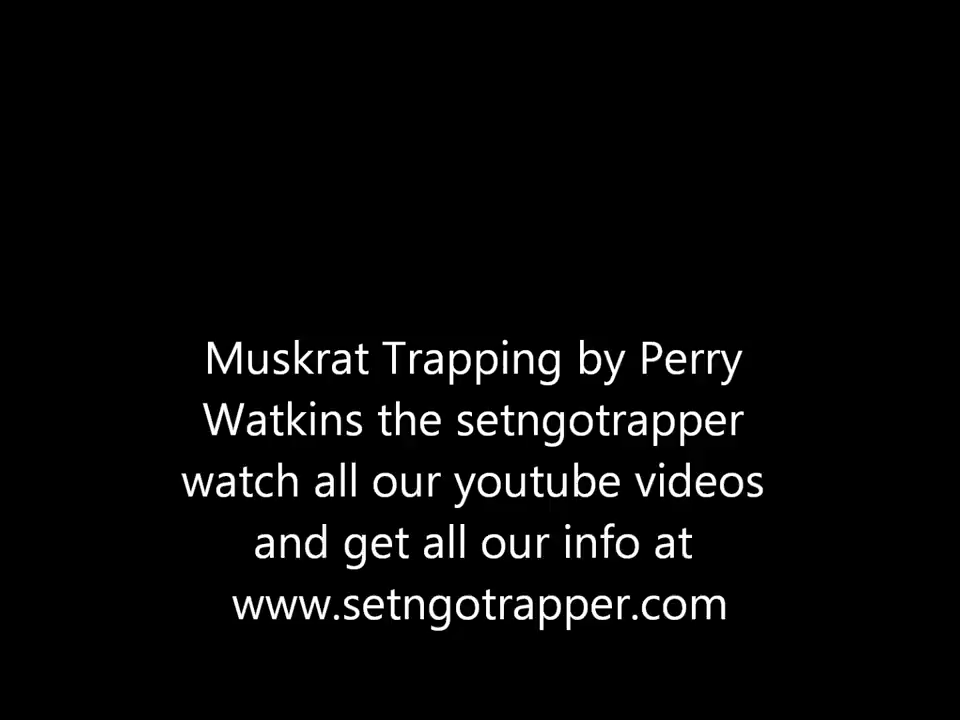 Muskrat Trapping by Perry
Watkins the setngotrapper
watch all our youtube videos
and get all our info at
www.setngotrapper.com